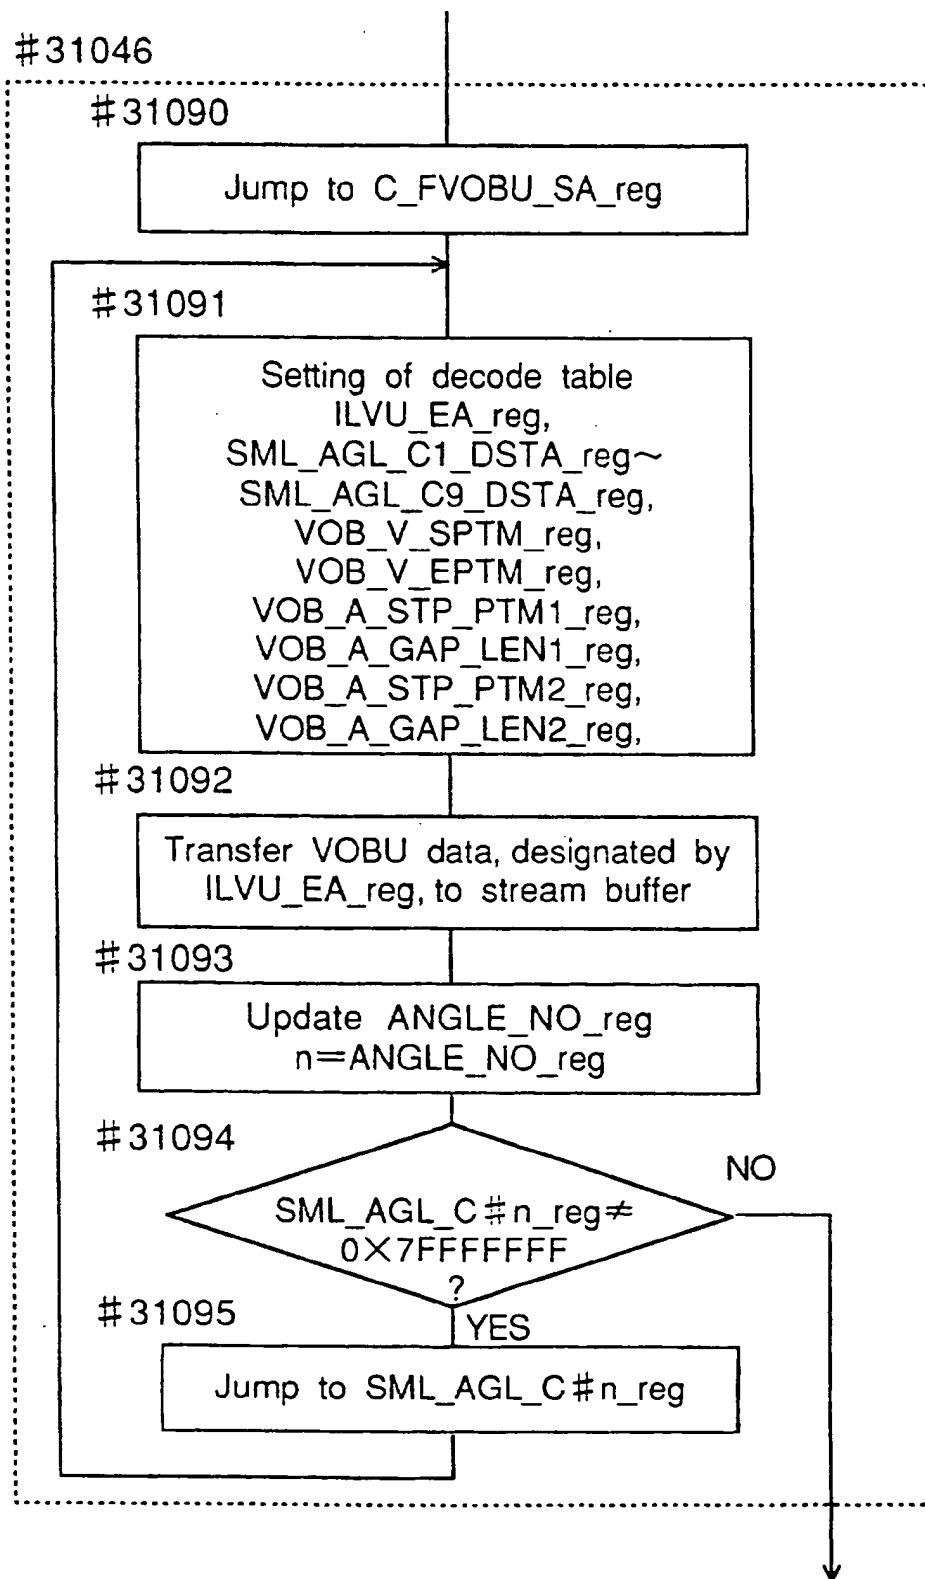 #31046
#31090
Jump to C_FVOBU_SA_reg
#31091
Setting of decode table
ILVU_EA_reg,
SML_AGL_C1_DSTA_reg~
SML_AGL_C9_DSTA_reg,
VOB_V_SPTM_reg,
VOB_V_EPTM_reg,
VOB_A_STP_PTM1_reg,
VOB_A_GAP_LEN1_reg,
VOB_A_STP_PTM2_reg,
VOB_A_GAP_LEN2_reg,
#31092
Transfer VOBU data, designated by
ILVU_EA_reg, to stream buffer
#31093
Update ANGLE_NO_reg
n=ANGLE_NO_reg
#31094
NO
SML_AGL_C#n_reg≠
0×7FFFFFFF
?
#31095
YES
Jump to SML_AGL_C#n_reg